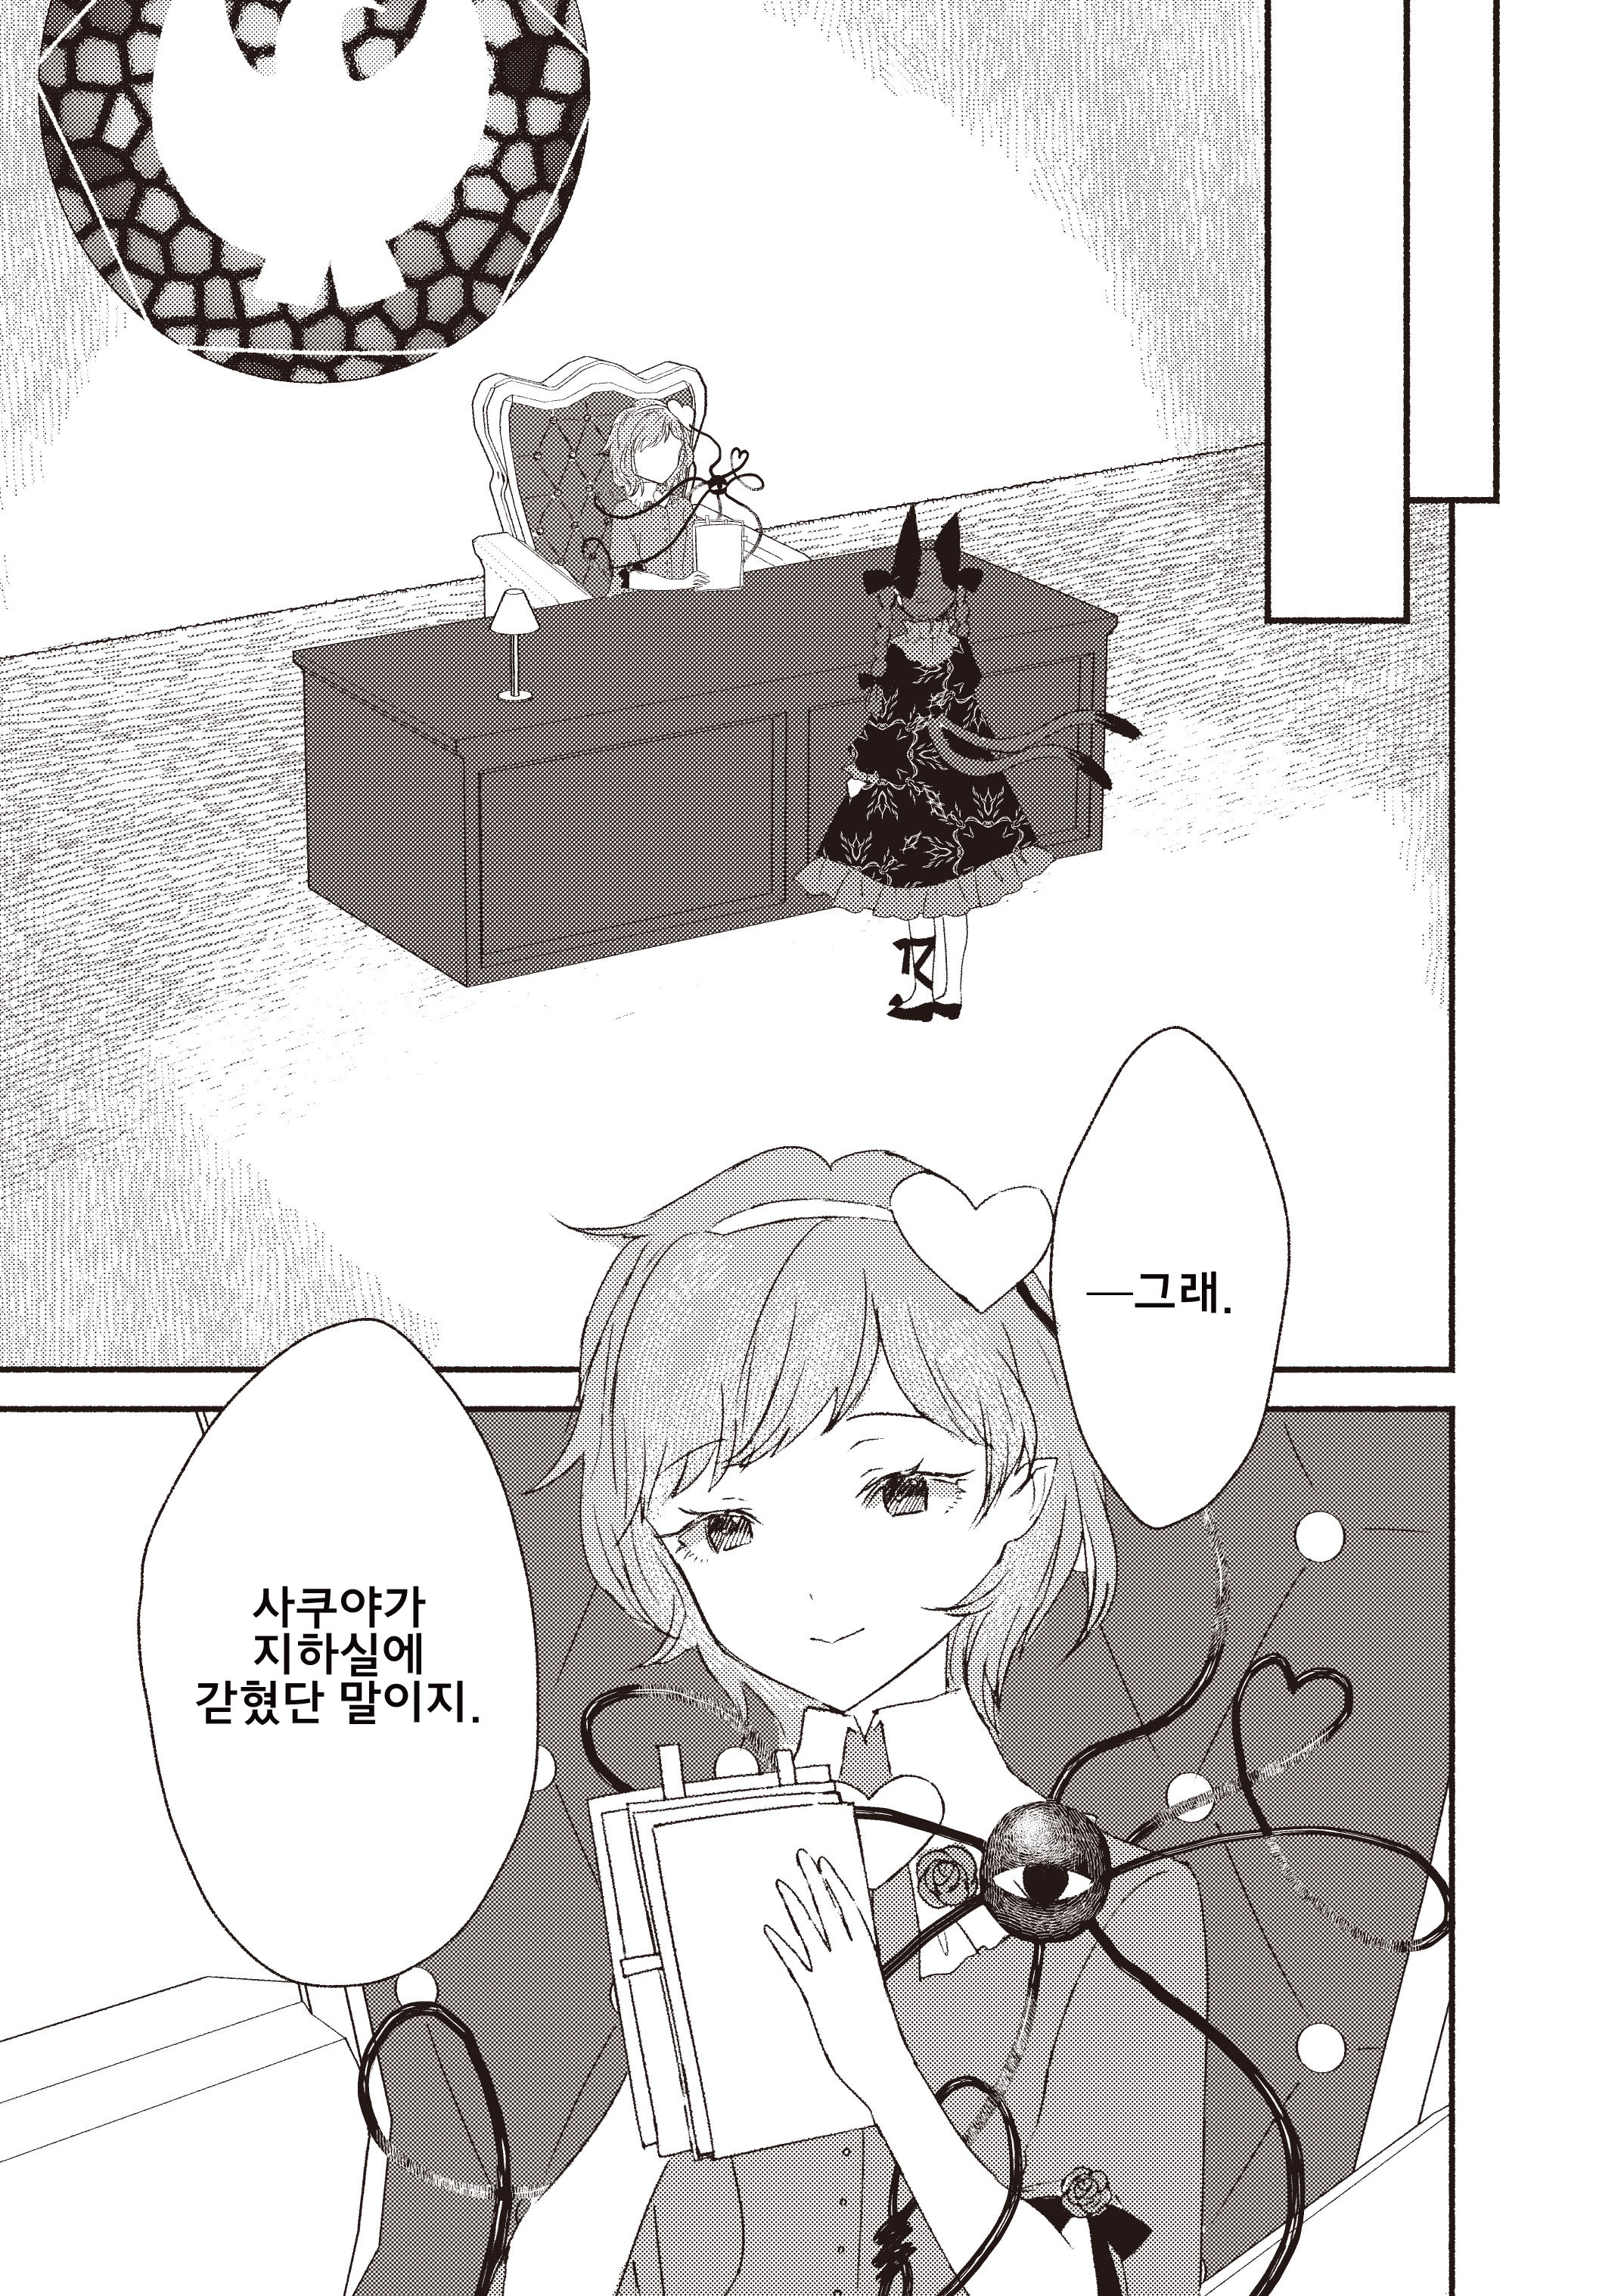 ―그래.
사쿠야가
지하실에
갇혔단 말이지.